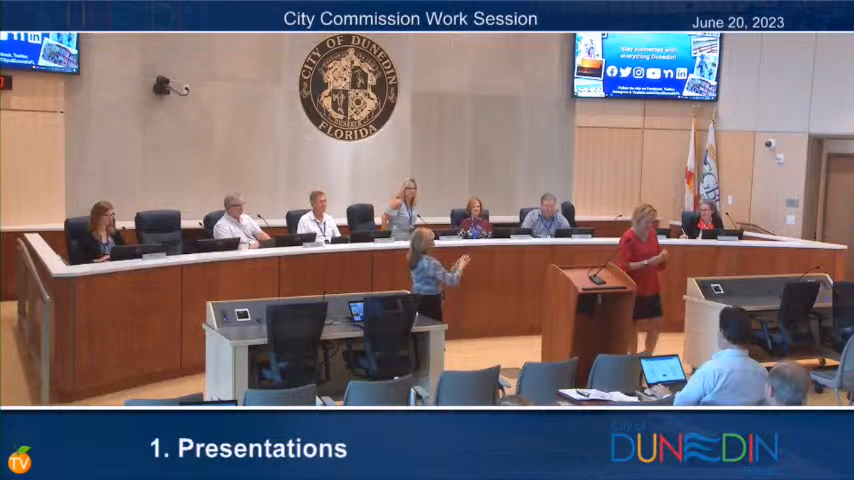 City Commission Work Session
June 20, 2023
CITY OF DUNEDIN
FLORIDA
Stay connected with
everything Dunedin!
1. Presentations
City of
DUNEDIN
TV